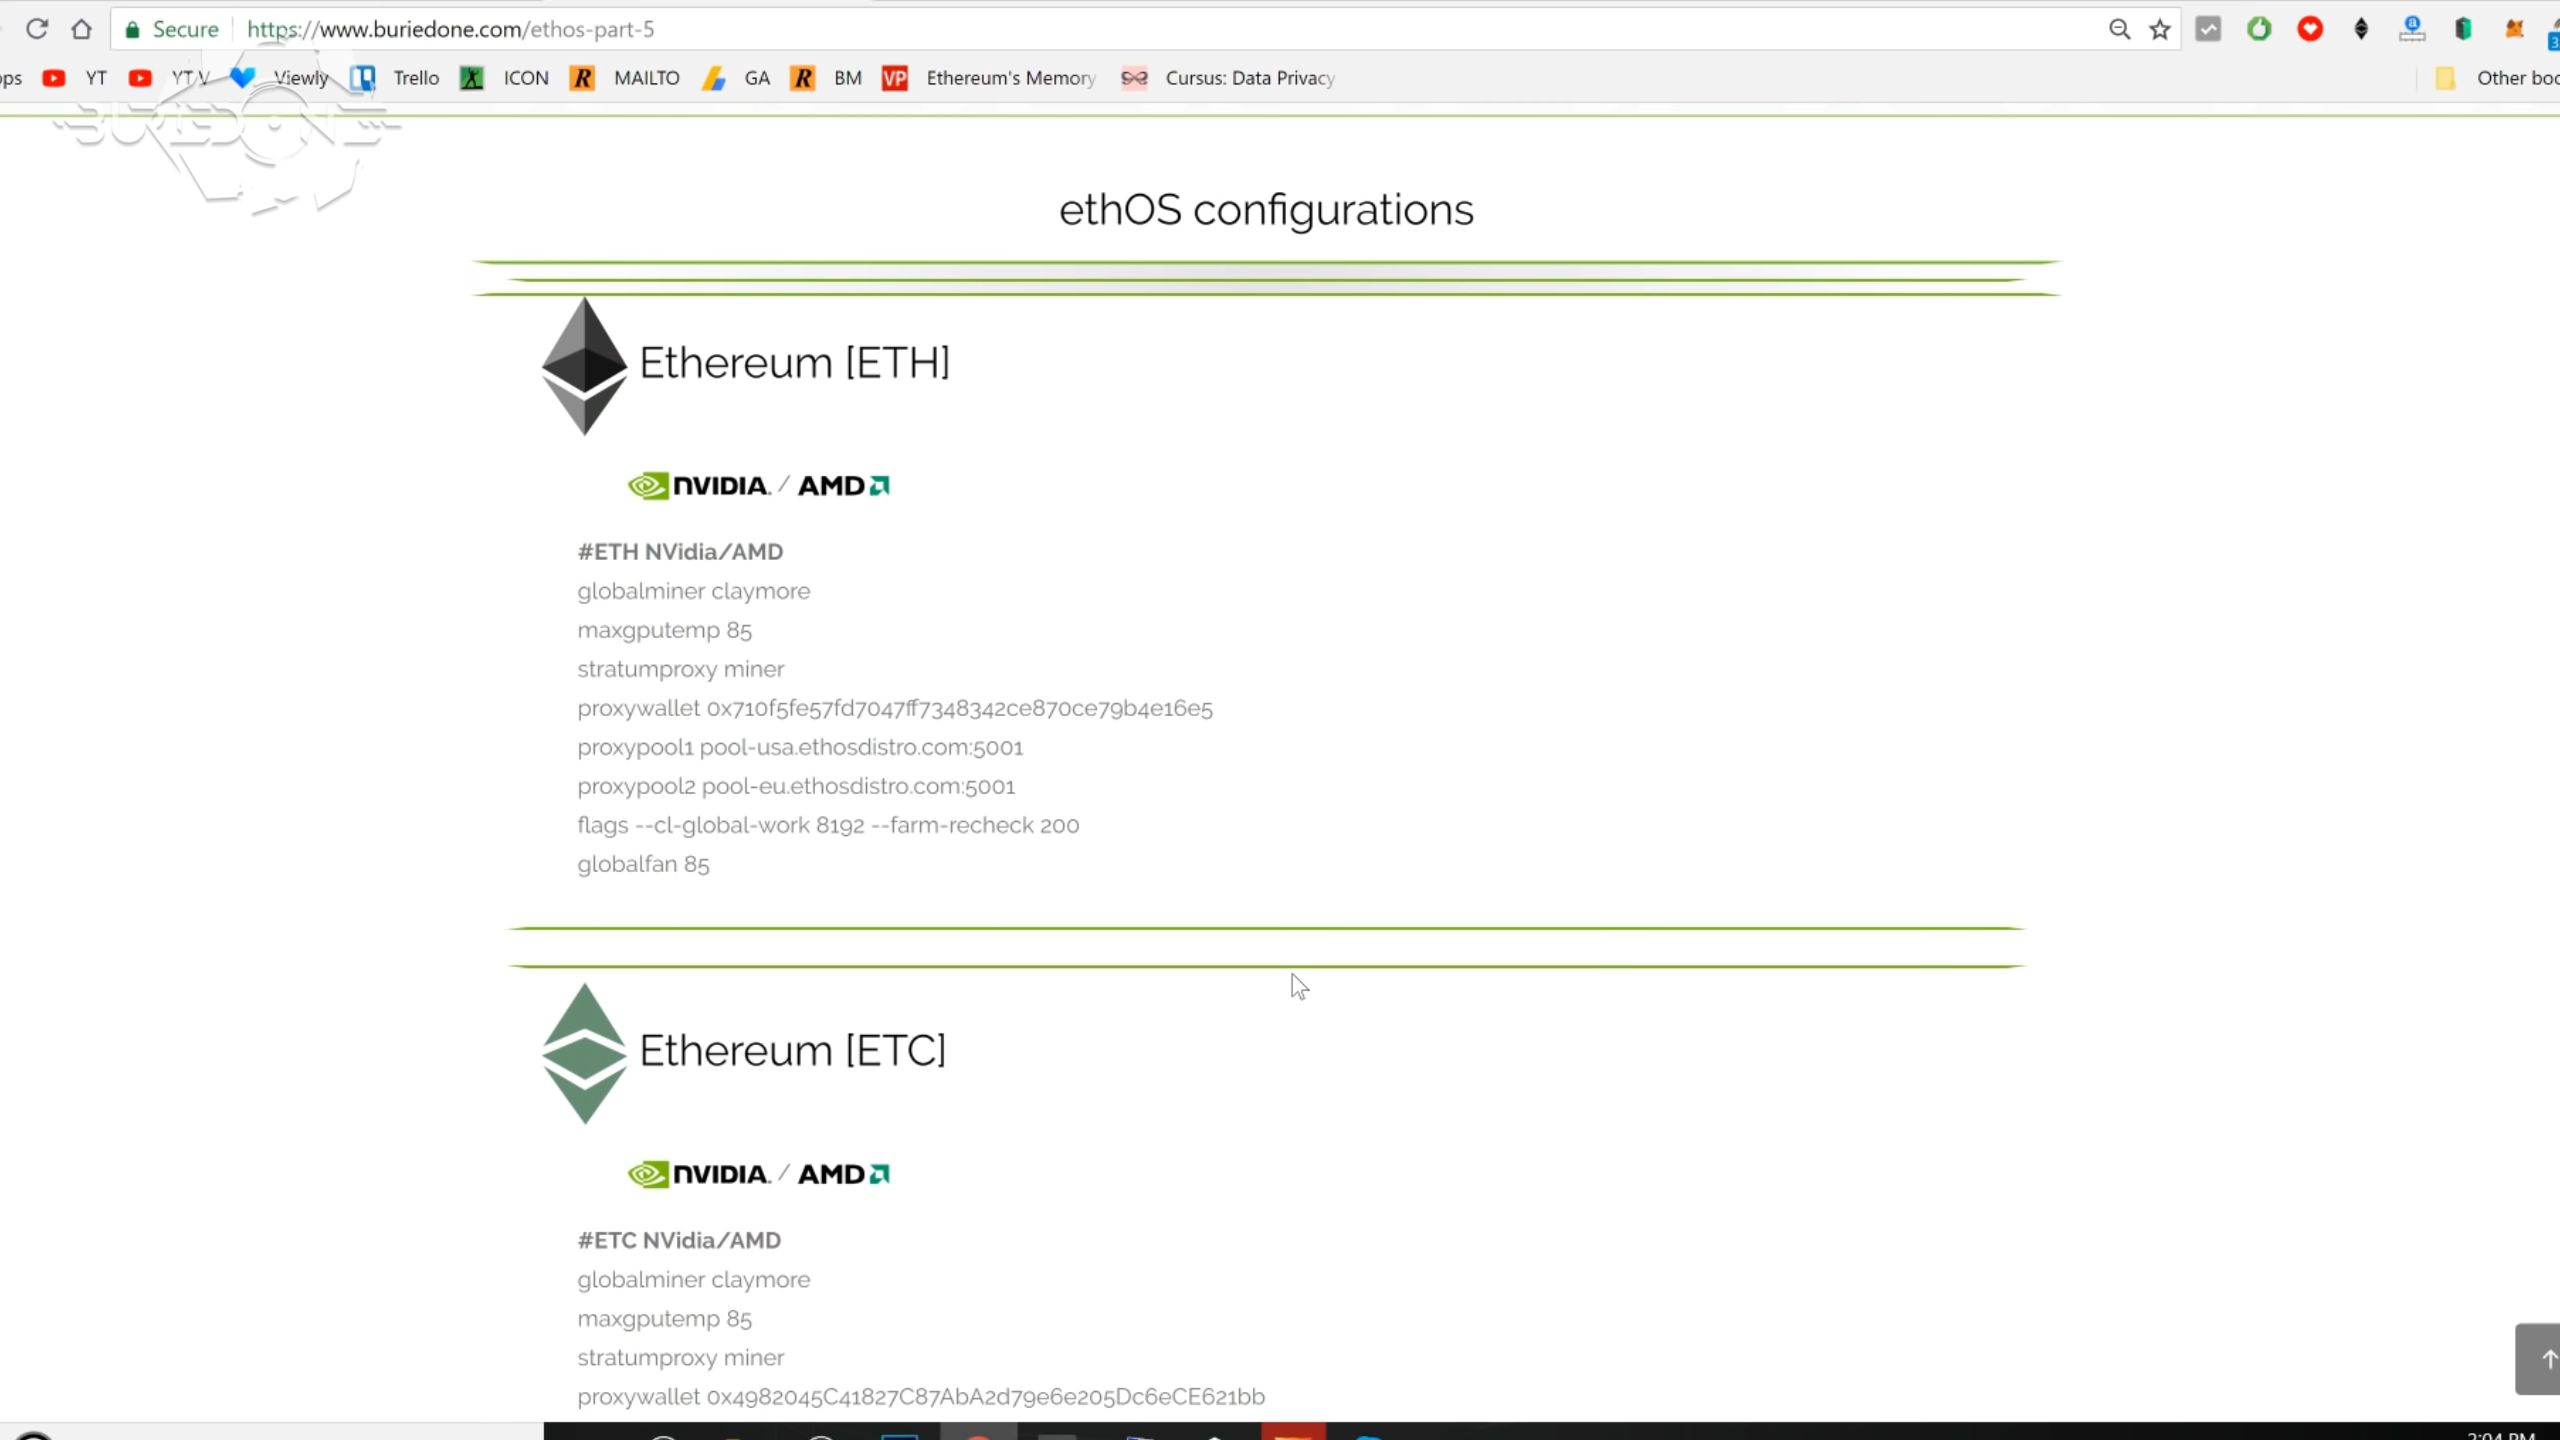 Secure https://www.buriedone.com/ethos-part-5
YT YT V Viewly Trello ICON MAILTO GA BM VP Ethereum's Memory Cursus: Data Privacy
BURIEDONE
ethOS configurations
Ethereum [ETH]
NVIDIA. / AMD
#ETH NVidia/AMD
globalminer claymore
maxgputemp 85
stratumproxy miner
proxywallet 0x710f5fe57fd7047ff7348342ce870ce79b4e16e5
proxypool1 pool-usa.ethosdistro.com:5001
proxypool2 pool-eu.ethosdistro.com:5001
flags --cl-global-work 8192 --farm-recheck 200
globalfan 85
Ethereum [ETC]
NVIDIA. / AMD
#ETC NVidia/AMD
globalminer claymore
maxgputemp 85
stratumproxy miner
proxywallet 0x4982045C41827C87AbA2d79e6e205Dc6eCE621bb